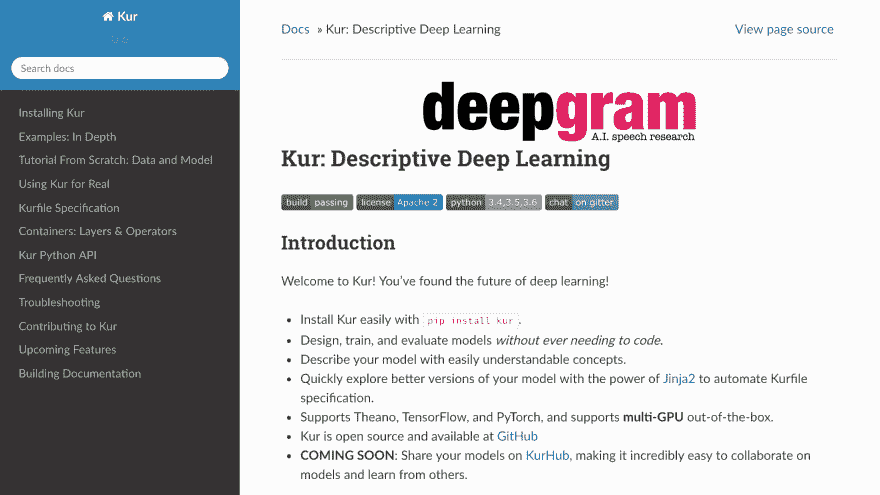 Kur
Search docs
Installing Kur
Examples: In Depth
Tutorial From Scratch: Data and Model
Using Kur for Real
Kurfile Specification
Containers: Layers & Operators
Kur Python API
Frequently Asked Questions
Troubleshooting
Contributing to Kur
Upcoming Features
Building Documentation
Docs » Kur: Descriptive Deep Learning
View page source
deepgram
A.I. speech research
Kur: Descriptive Deep Learning
build passing license Apache 2 python 3.4,3.5,3.6 chat on gitter
Introduction
Welcome to Kur! You've found the future of deep learning!
• Install Kur easily with pip install kur.
• Design, train, and evaluate models without ever needing to code.
• Describe your model with easily understandable concepts.
• Quickly explore better versions of your model with the power of Jinja2 to automate Kurfile
specification.
• Supports Theano, TensorFlow, and PyTorch, and supports multi-GPU out-of-the-box.
• Kur is open source and available at GitHub
• COMING SOON: Share your models on KurHub, making it incredibly easy to collaborate on
models and learn from others.